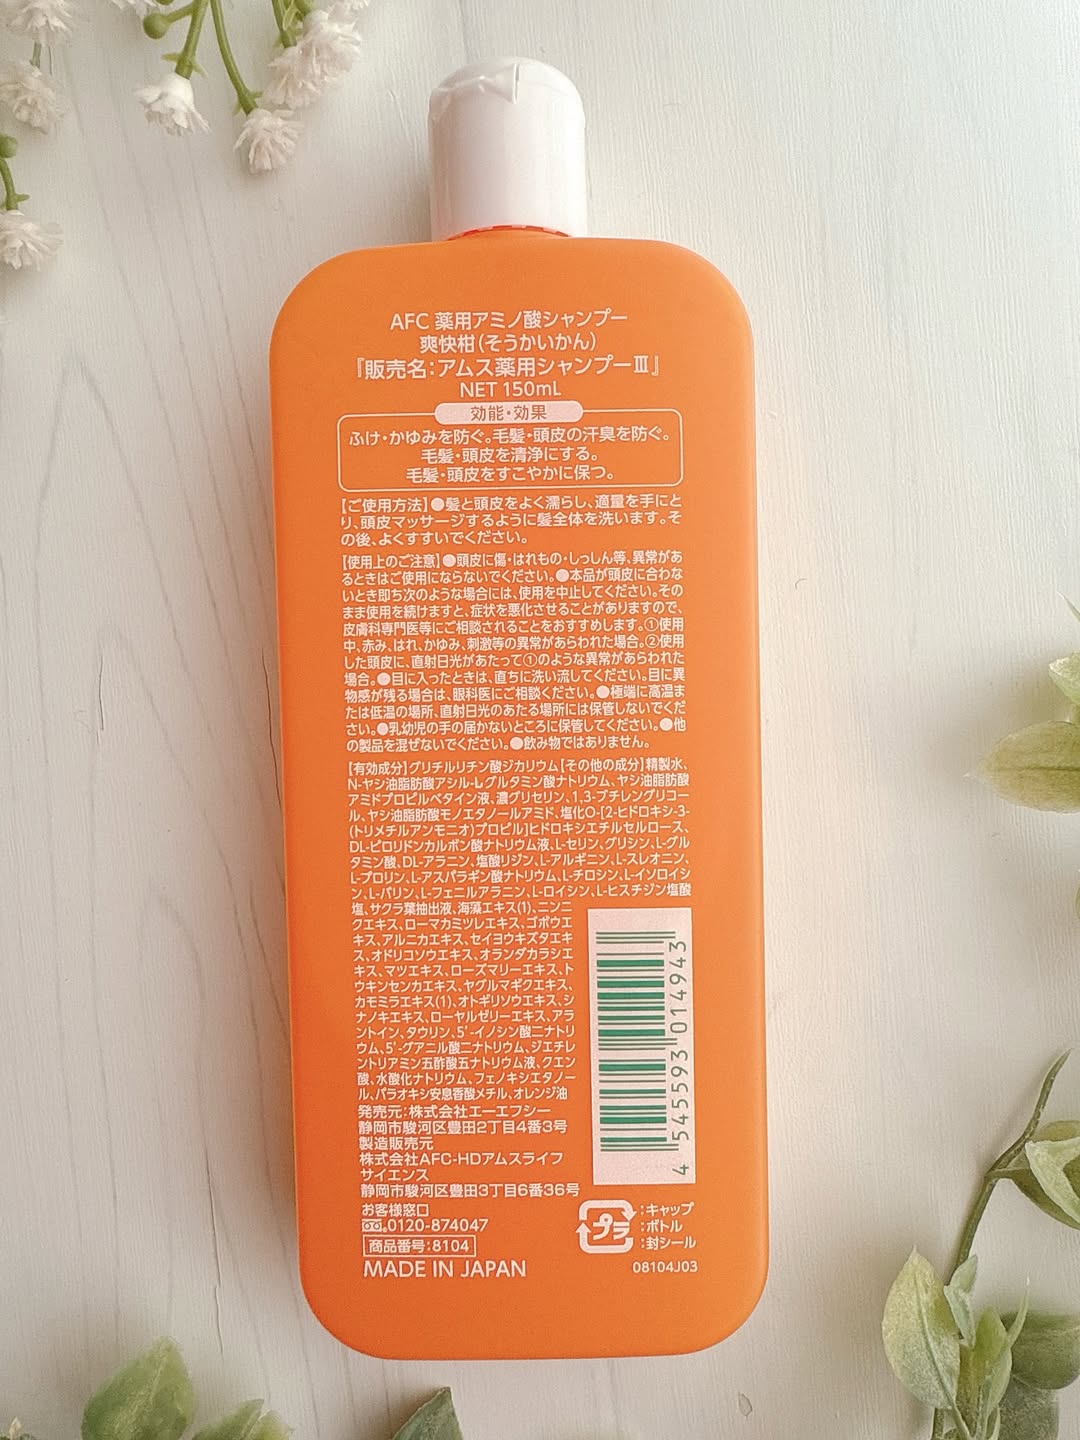 AFC 薬用アミノ酸シャンプー
爽快柑(そうかいかん)
『販売名:アムス薬用シャンプーⅢ』
NET 150mL
効能・効果
ふけ・かゆみを防ぐ。毛髪・頭皮の汗臭を防ぐ。
毛髪・頭皮を清浄にする。
毛髪・頭皮をすこやかに保つ。
【ご使用方法】●髪と頭皮をよく濡らし、適量を手にと
り、頭皮マッサージするように髪全体を洗います。そ
の後、よくすすいでください。
【使用上のご注意】●頭皮に傷・はれもの・しっしん等、異常があ
るときはご使用にならないでください。●本品が頭皮に合わな
いとき即ち次のような場合には、使用を中止してください。その
まま使用を続けますと、症状を悪化させることがありますので、
皮膚科専門医等にご相談されることをおすすめします。①使用
中、赤み、はれ、かゆみ、刺激等の異常があらわれた場合。②使用
した頭皮に、直射日光があたって①のような異常があらわれた
場合。●目に入ったときは、直ちに洗い流してください。目に異
物感が残る場合は、眼科医にご相談ください。●極端に高温ま
たは低温の場所、直射日光のあたる場所には保管しないでくだ
さい。●乳幼児の手の届かないところに保管してください。●他
の製品を混ぜないでください。●飲み物ではありません。
【有効成分】グリチルリチン酸ジカリウム【その他の成分】精製水、
N-ヤシ油脂肪酸アシル-Lグルタミン酸ナトリウム、ヤシ油脂肪酸
アミドプロピルベタイン液、濃グリセリン、1,3-ブチレングリコー
ル、ヤシ油脂肪酸モノエタノールアミド、塩化O-[2-ヒドロキシ-3-
(トリメチルアンモニオ)プロピル]ヒドロキシエチルセルロース、
DL-ピロリドンカルボン酸ナトリウム液、L-セリン、グリシン、L-グル
タミン酸、DL-アラニン、塩酸リジン、L-アルギニン、L-スレオニン、
L-プロリン、L-アスパラギン酸ナトリウム、L-チロシン、L-イソロイシ
ン、L-バリン、L-フェニルアラニン、L-ロイシン、L-ヒスチジン塩酸
塩、サクラ葉抽出液、海藻エキス(1)、ニンニ
クエキス、ローマカミツレエキス、ゴボウエ
キス、アルニカエキス、セイヨウキズタエキ
ス、オドリコソウエキス、オランダカラシエ
キス、マツエキス、ローズマリーエキス、ト
ウキンセンカエキス、ヤグルマギクエキス、
カモミラエキス(1)、オトギリソウエキス、シ
ナノキエキス、ローヤルゼリーエキス、アラ
ントイン、タウリン、5'-イノシン酸二ナトリ
ウム、5'-グアニル酸二ナトリウム、ジエチレ
ントリアミン五酢酸五ナトリウム液、クエン
酸、水酸化ナトリウム、フェノキシエタノー
ル、パラオキシ安息香酸メチル、オレンジ油
発売元:株式会社エーエフシー
静岡市駿河区豊田2丁目4番3号
製造販売元
株式会社AFC-HDアムスライフ
サイエンス
静岡市駿河区豊田3丁目6番36号
お客様窓口
0120-874047
商品番号:8104
MADE IN JAPAN
4 545593 014943
プラ
:キャップ
:ボトル
:封シール
08104J03